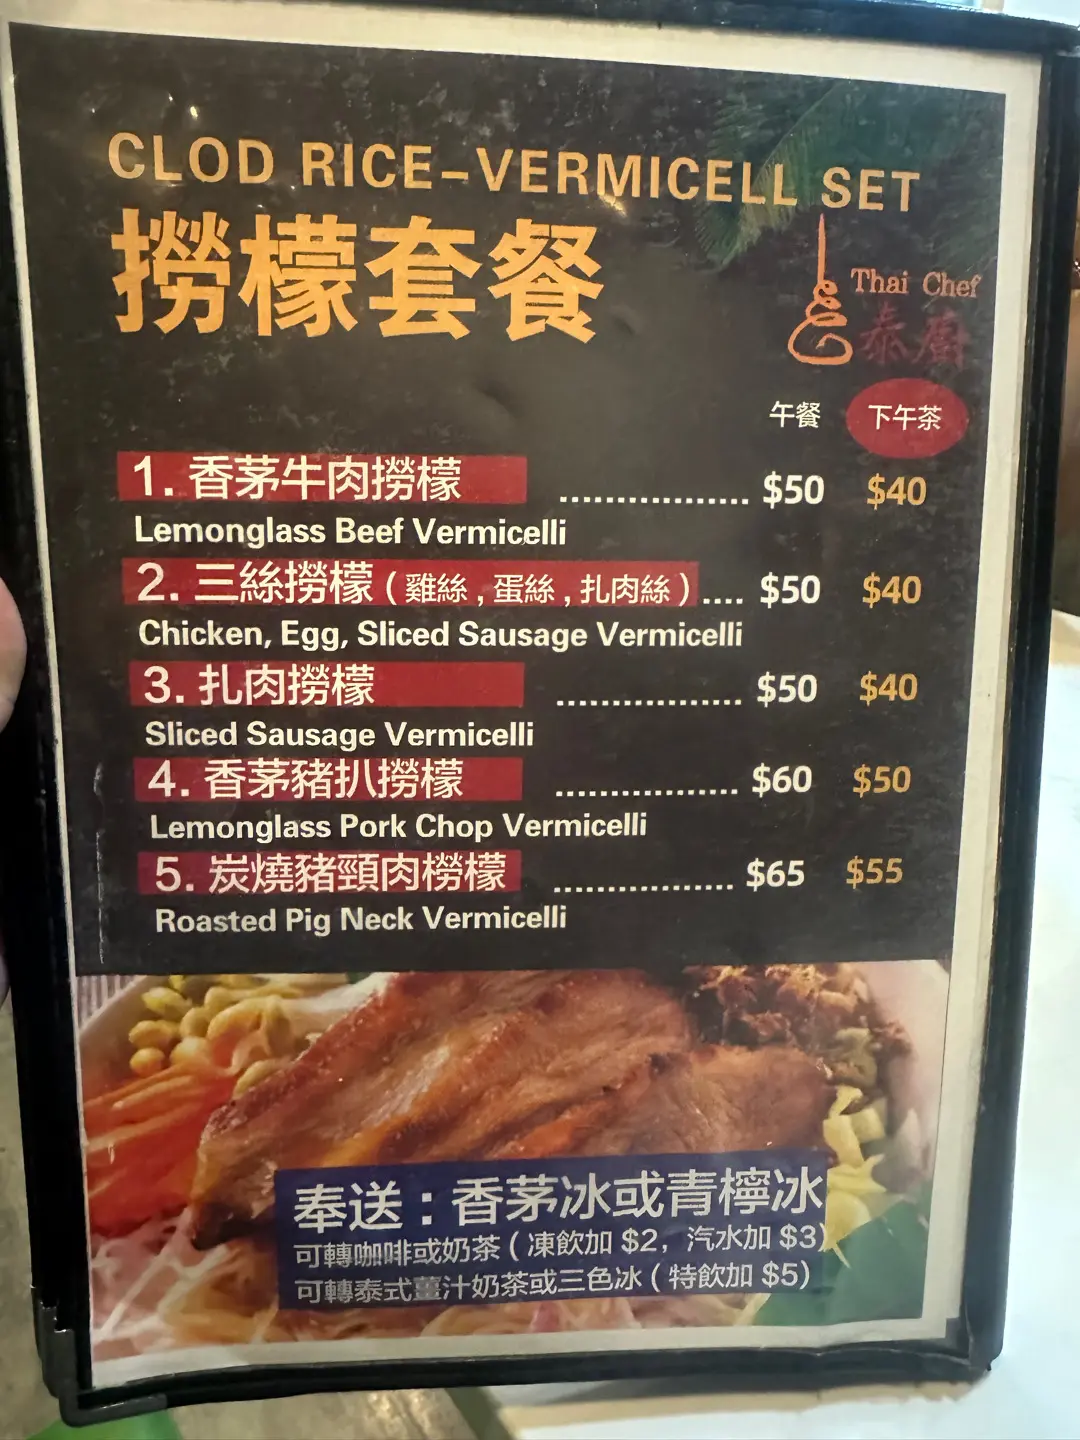 CLOD RICE-VERMICELL SET
撈檬套餐
Thai Chef
泰廚
午餐 下午茶
1. 香茅牛肉撈檬 ................. $50 $40
Lemonglass Beef Vermicelli
2. 三絲撈檬 ( 雞絲 , 蛋絲 , 扎肉絲 ) .... $50 $40
Chicken, Egg, Sliced Sausage Vermicelli
3. 扎肉撈檬 ................. $50 $40
Sliced Sausage Vermicelli
4. 香茅豬扒撈檬 ................. $60 $50
Lemonglass Pork Chop Vermicelli
5. 炭燒豬頸肉橯檬 ................. $65 $55
Roasted Pig Neck Vermicelli
奉送 : 香茅冰或青檸冰
可轉咖啡或奶茶 ( 凍飲加 $2，汽水加 $3)
可轉泰式薑汁奶茶或三色冰 ( 特飲加 $5)